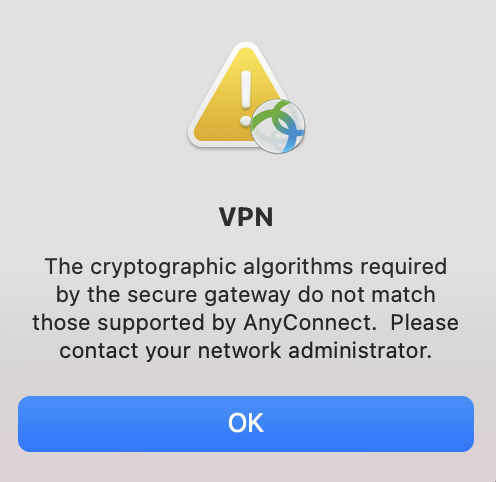 VPN
The cryptographic algorithms required
by the secure gateway do not match
those supported by AnyConnect.  Please
contact your network administrator.
OK